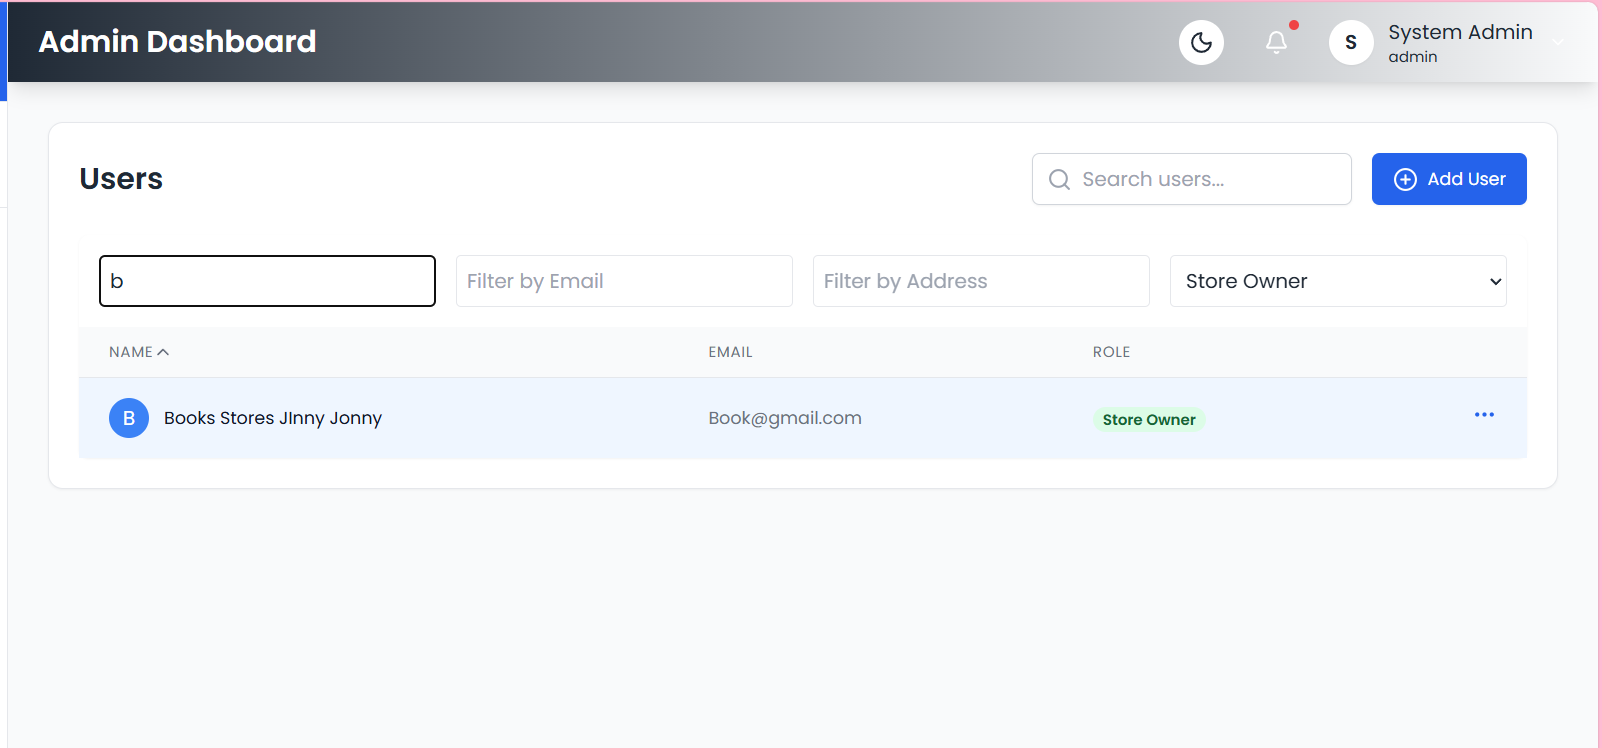 Admin Dashboard
S
System Admin
admin
Users
Search users...
Add User
b
Filter by Email
Filter by Address
Store Owner
NAME
EMAIL
ROLE
B
Books Stores JInny Jonny
Book@gmail.com
Store Owner